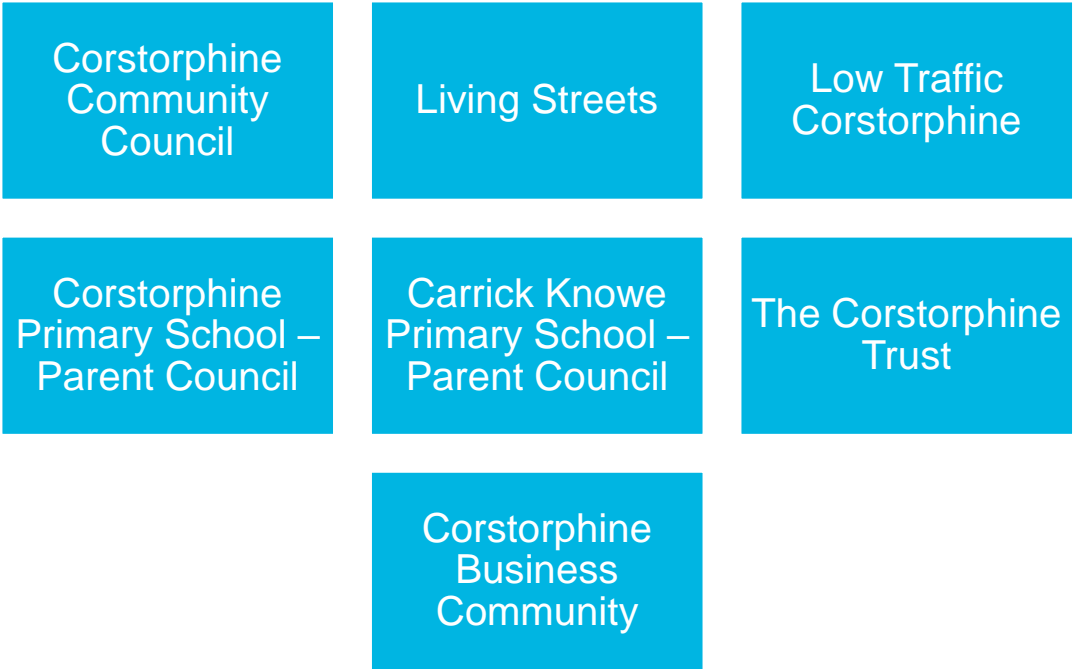 Corstorphine
Community
Council
Living Streets
Low Traffic
Corstorphine
Corstorphine
Primary School –
Parent Council
Carrick Knowe
Primary School –
Parent Council
The Corstorphine
Trust
Corstorphine
Business
Community